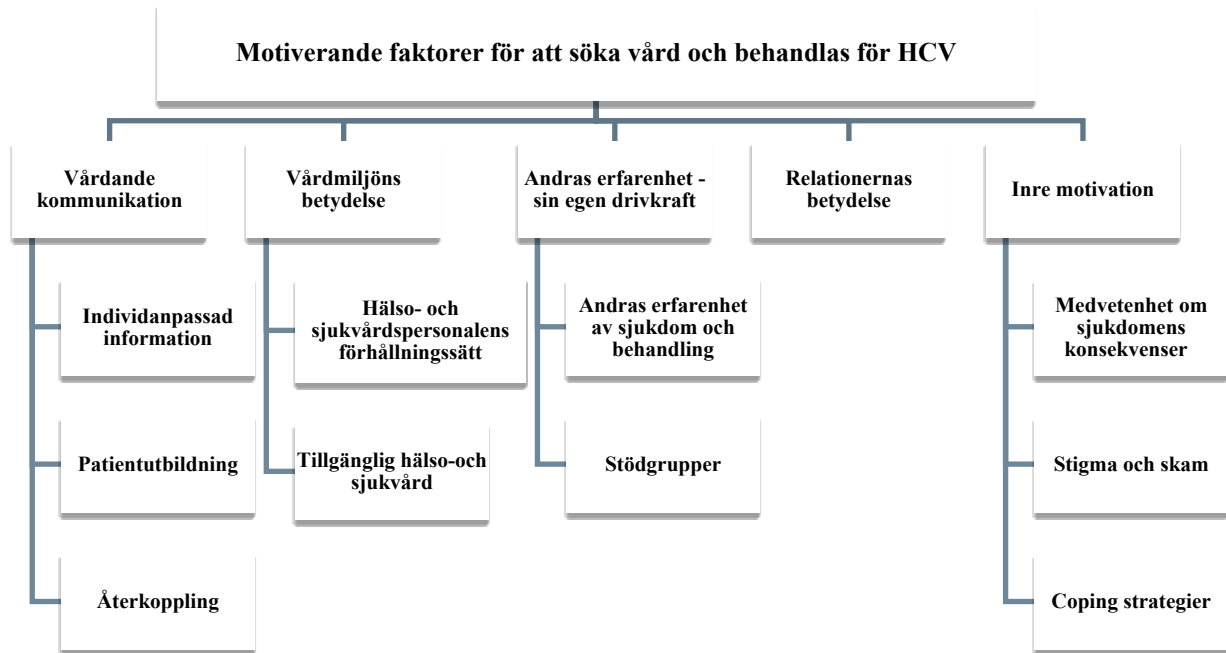 Motiverande faktorer för att söka vård och behandlas för HCV
Vårdande
kommunikation
Vårdmiljöns
betydelse
Andras erfarenhet -
sin egen drivkraft
Relationernas
betydelse
Inre motivation
Individanpassad
information
Hälso- och
sjukvårdspersonalens
förhållningssätt
Andras erfarenhet
av sjukdom och
behandling
Medvetenhet om
sjukdomens
konsekvenser
Patientutbildning
Tillgänglig hälso-och
sjukvård
Stödgrupper
Stigma och skam
Återkoppling
Coping strategier